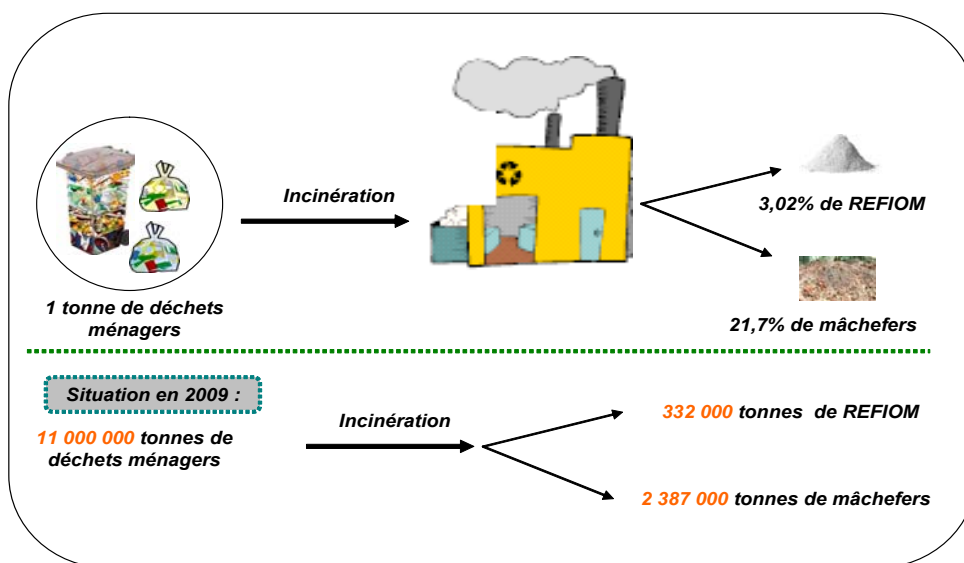 Incinération
3,02% de REFIOM
1 tonne de déchets
ménagers
21,7% de mâchefers
Situation en 2009 :
11 000 000 tonnes de
déchets ménagers
Incinération
332 000 tonnes de REFIOM
2 387 000 tonnes de mâchefers